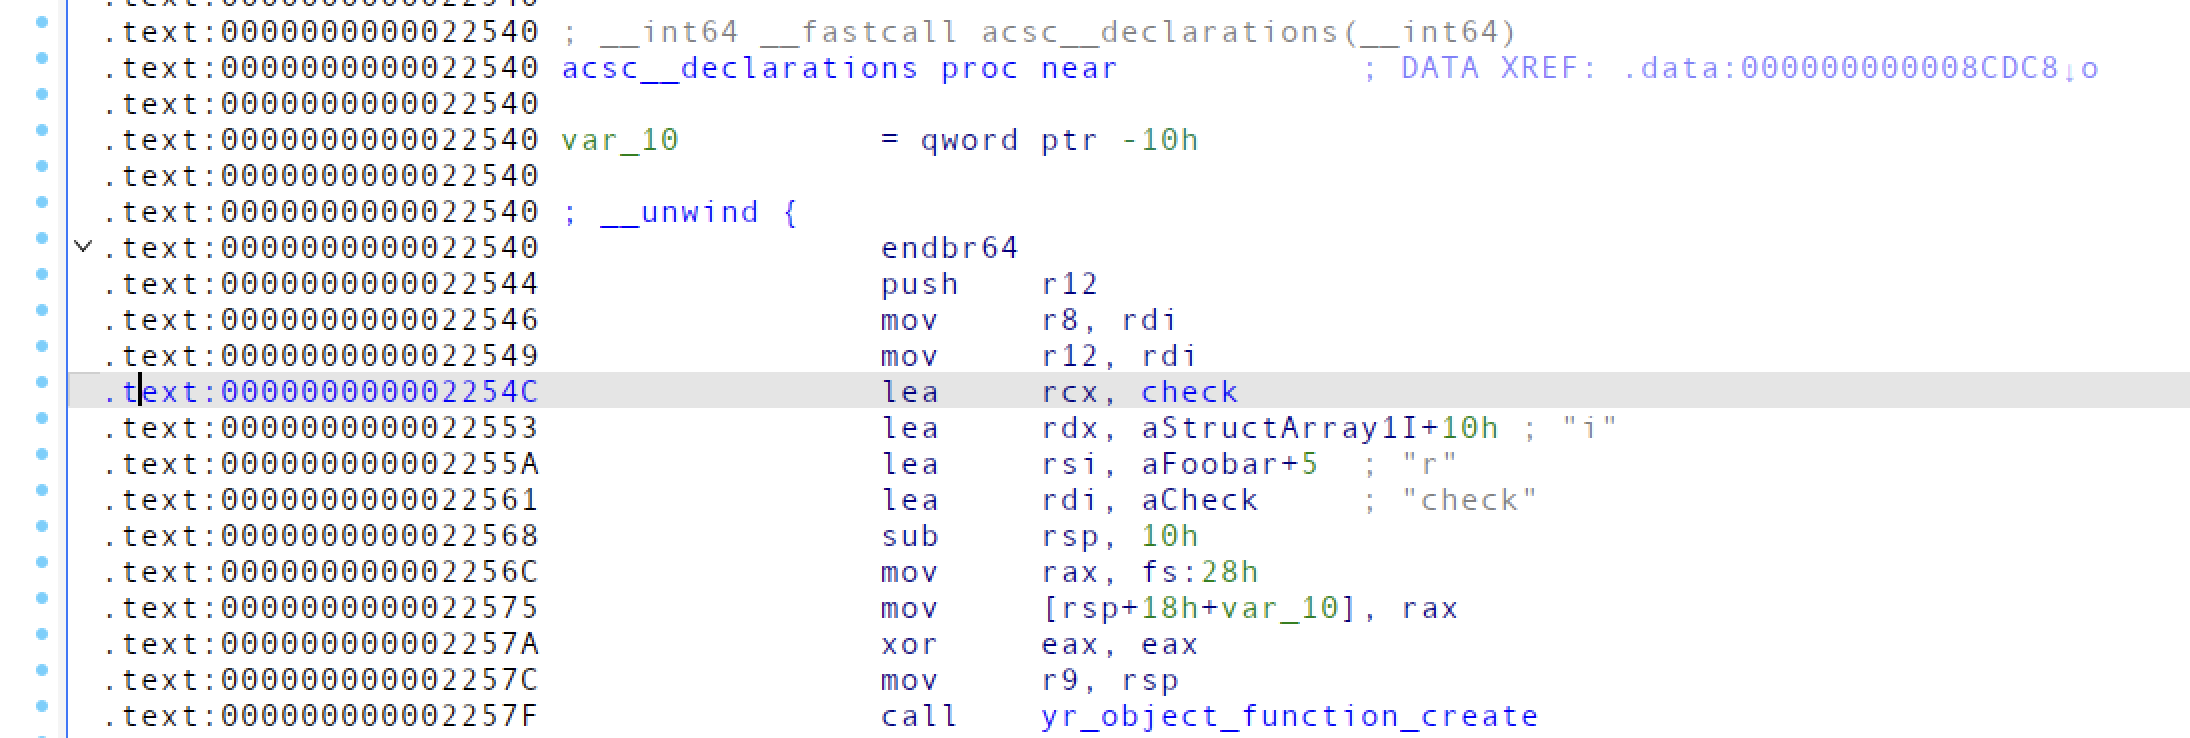 .text:0000000000022540 ; __int64 __fastcall acsc__declarations(__int64)
.text:0000000000022540 acsc__declarations proc near ; DATA XREF: .data:000000000008CDC8↓o
.text:0000000000022540
.text:0000000000022540 var_10 = qword ptr -10h
.text:0000000000022540
.text:0000000000022540 ; __unwind {
.text:0000000000022540 endbr64
.text:0000000000022544 push r12
.text:0000000000022546 mov r8, rdi
.text:0000000000022549 mov r12, rdi
.text:000000000002254C lea rcx, check
.text:0000000000022553 lea rdx, aStructArray1I+10h ; "i"
.text:000000000002255A lea rsi, aFoobar+5 ; "r"
.text:0000000000022561 lea rdi, aCheck ; "check"
.text:0000000000022568 sub rsp, 10h
.text:000000000002256C mov rax, fs:28h
.text:0000000000022575 mov [rsp+18h+var_10], rax
.text:000000000002257A xor eax, eax
.text:000000000002257C mov r9, rsp
.text:000000000002257F call yr_object_function_create